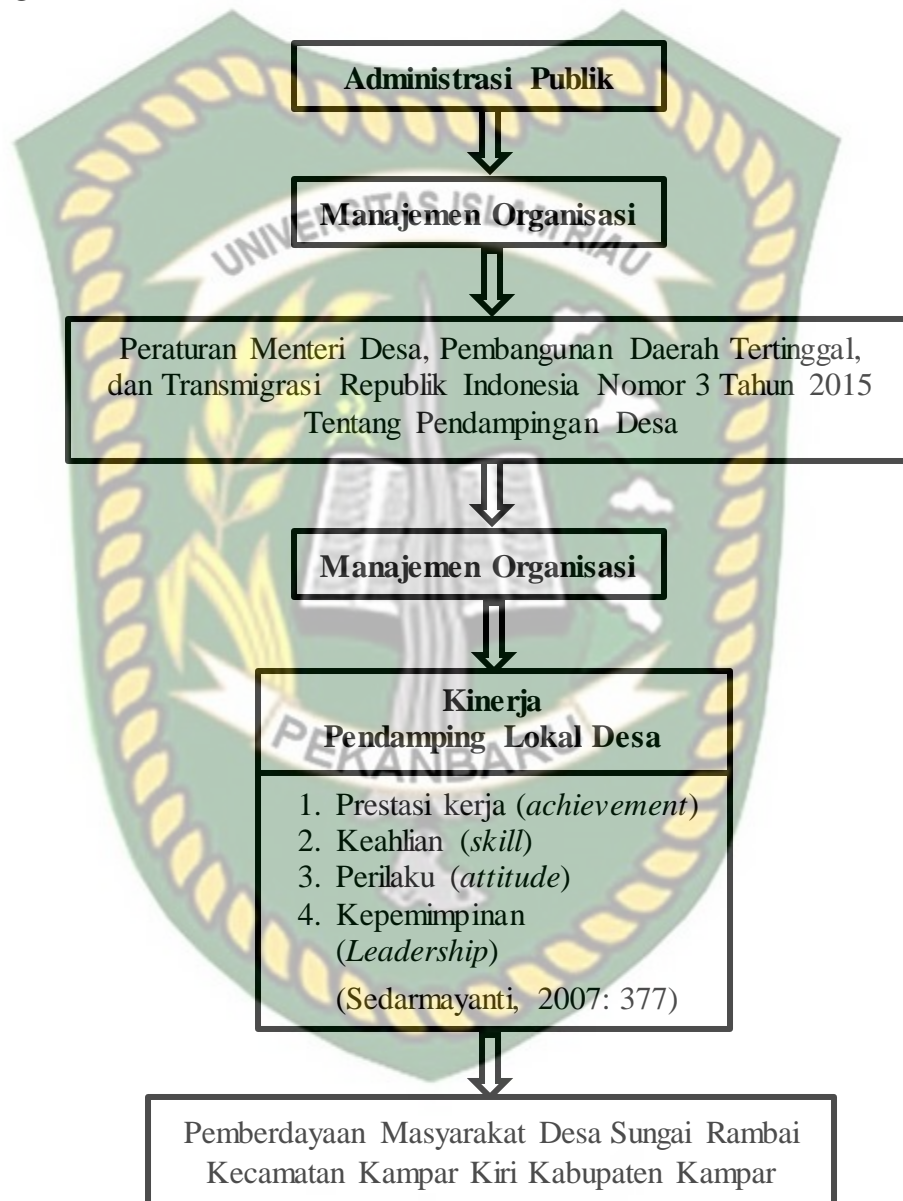 Administrasi Publik
Manajemen Organisasi
UNIVERSITAS ISLAM RIAU
Peraturan Menteri Desa, Pembangunan Daerah Tertinggal,
dan Transmigrasi Republik Indonesia Nomor 3 Tahun 2015
Tentang Pendampingan Desa
Manajemen Organisasi
Kinerja
Pendamping Lokal Desa
PEKANBARU
1. Prestasi kerja (achievement)
2. Keahlian (skill)
3. Perilaku (attitude)
4. Kepemimpinan
(Leadership)
(Sedarmayanti, 2007: 377)
Pemberdayaan Masyarakat Desa Sungai Rambai
Kecamatan Kampar Kiri Kabupaten Kampar